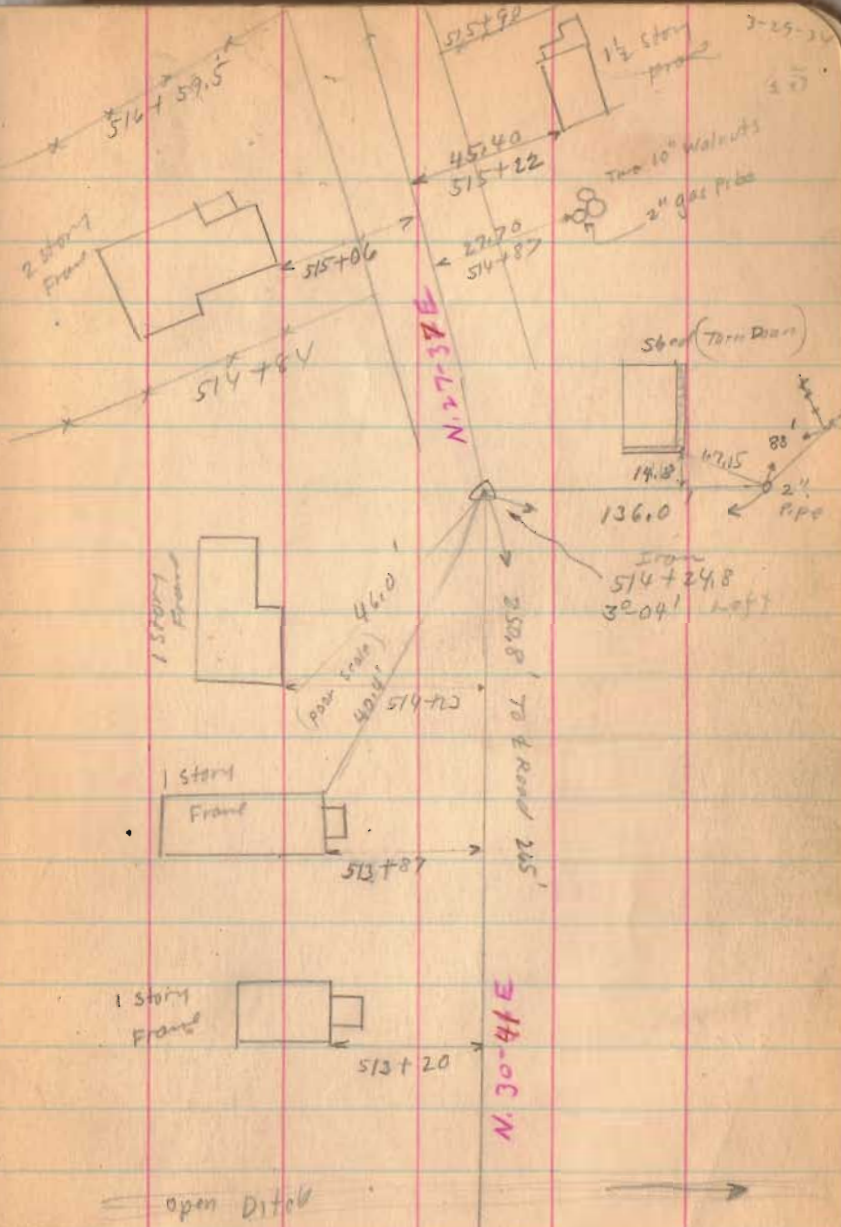 3-29-34
515+98
1½ Story
Frame
516 + 59.5
45.40
515+22
Two 10" Walnuts
2" gas Pipe
27.70
514+87
2 story
Frame
515+06
N. 27-37 E
514+84
Shed (Torn Down)
88'
47.15
14.8'
2"
Pipe
136.0
Iron
514 + 24.8
3°-04' Left
1 Story
Frame
46.0'
(poor Scale)
40.4'
514+23
250.8' TO ℄ Road 265'
1 story
Frame
513+87
1 story
Frame
513+20
N. 30-41 E
open Ditch